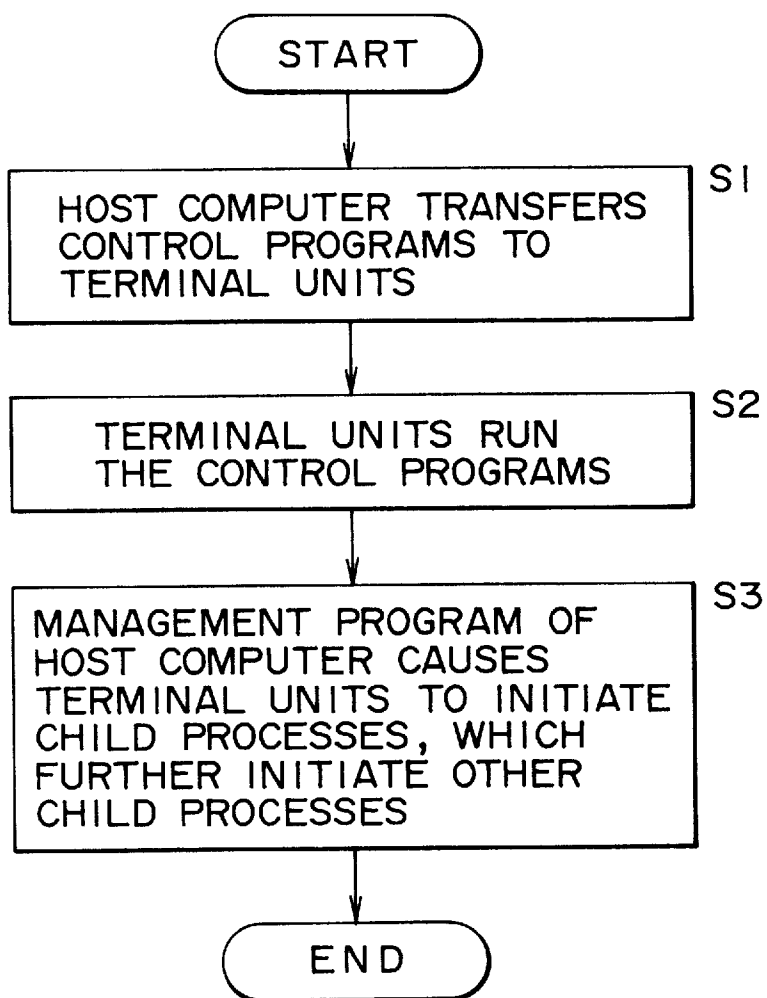 START
S1
HOST COMPUTER TRANSFERS
CONTROL PROGRAMS TO
TERMINAL UNITS
S2
TERMINAL UNITS RUN
THE CONTROL PROGRAMS
S3
MANAGEMENT PROGRAM OF
HOST COMPUTER CAUSES
TERMINAL UNITS TO INITIATE
CHILD PROCESSES, WHICH
FURTHER INITIATE OTHER
CHILD PROCESSES
END